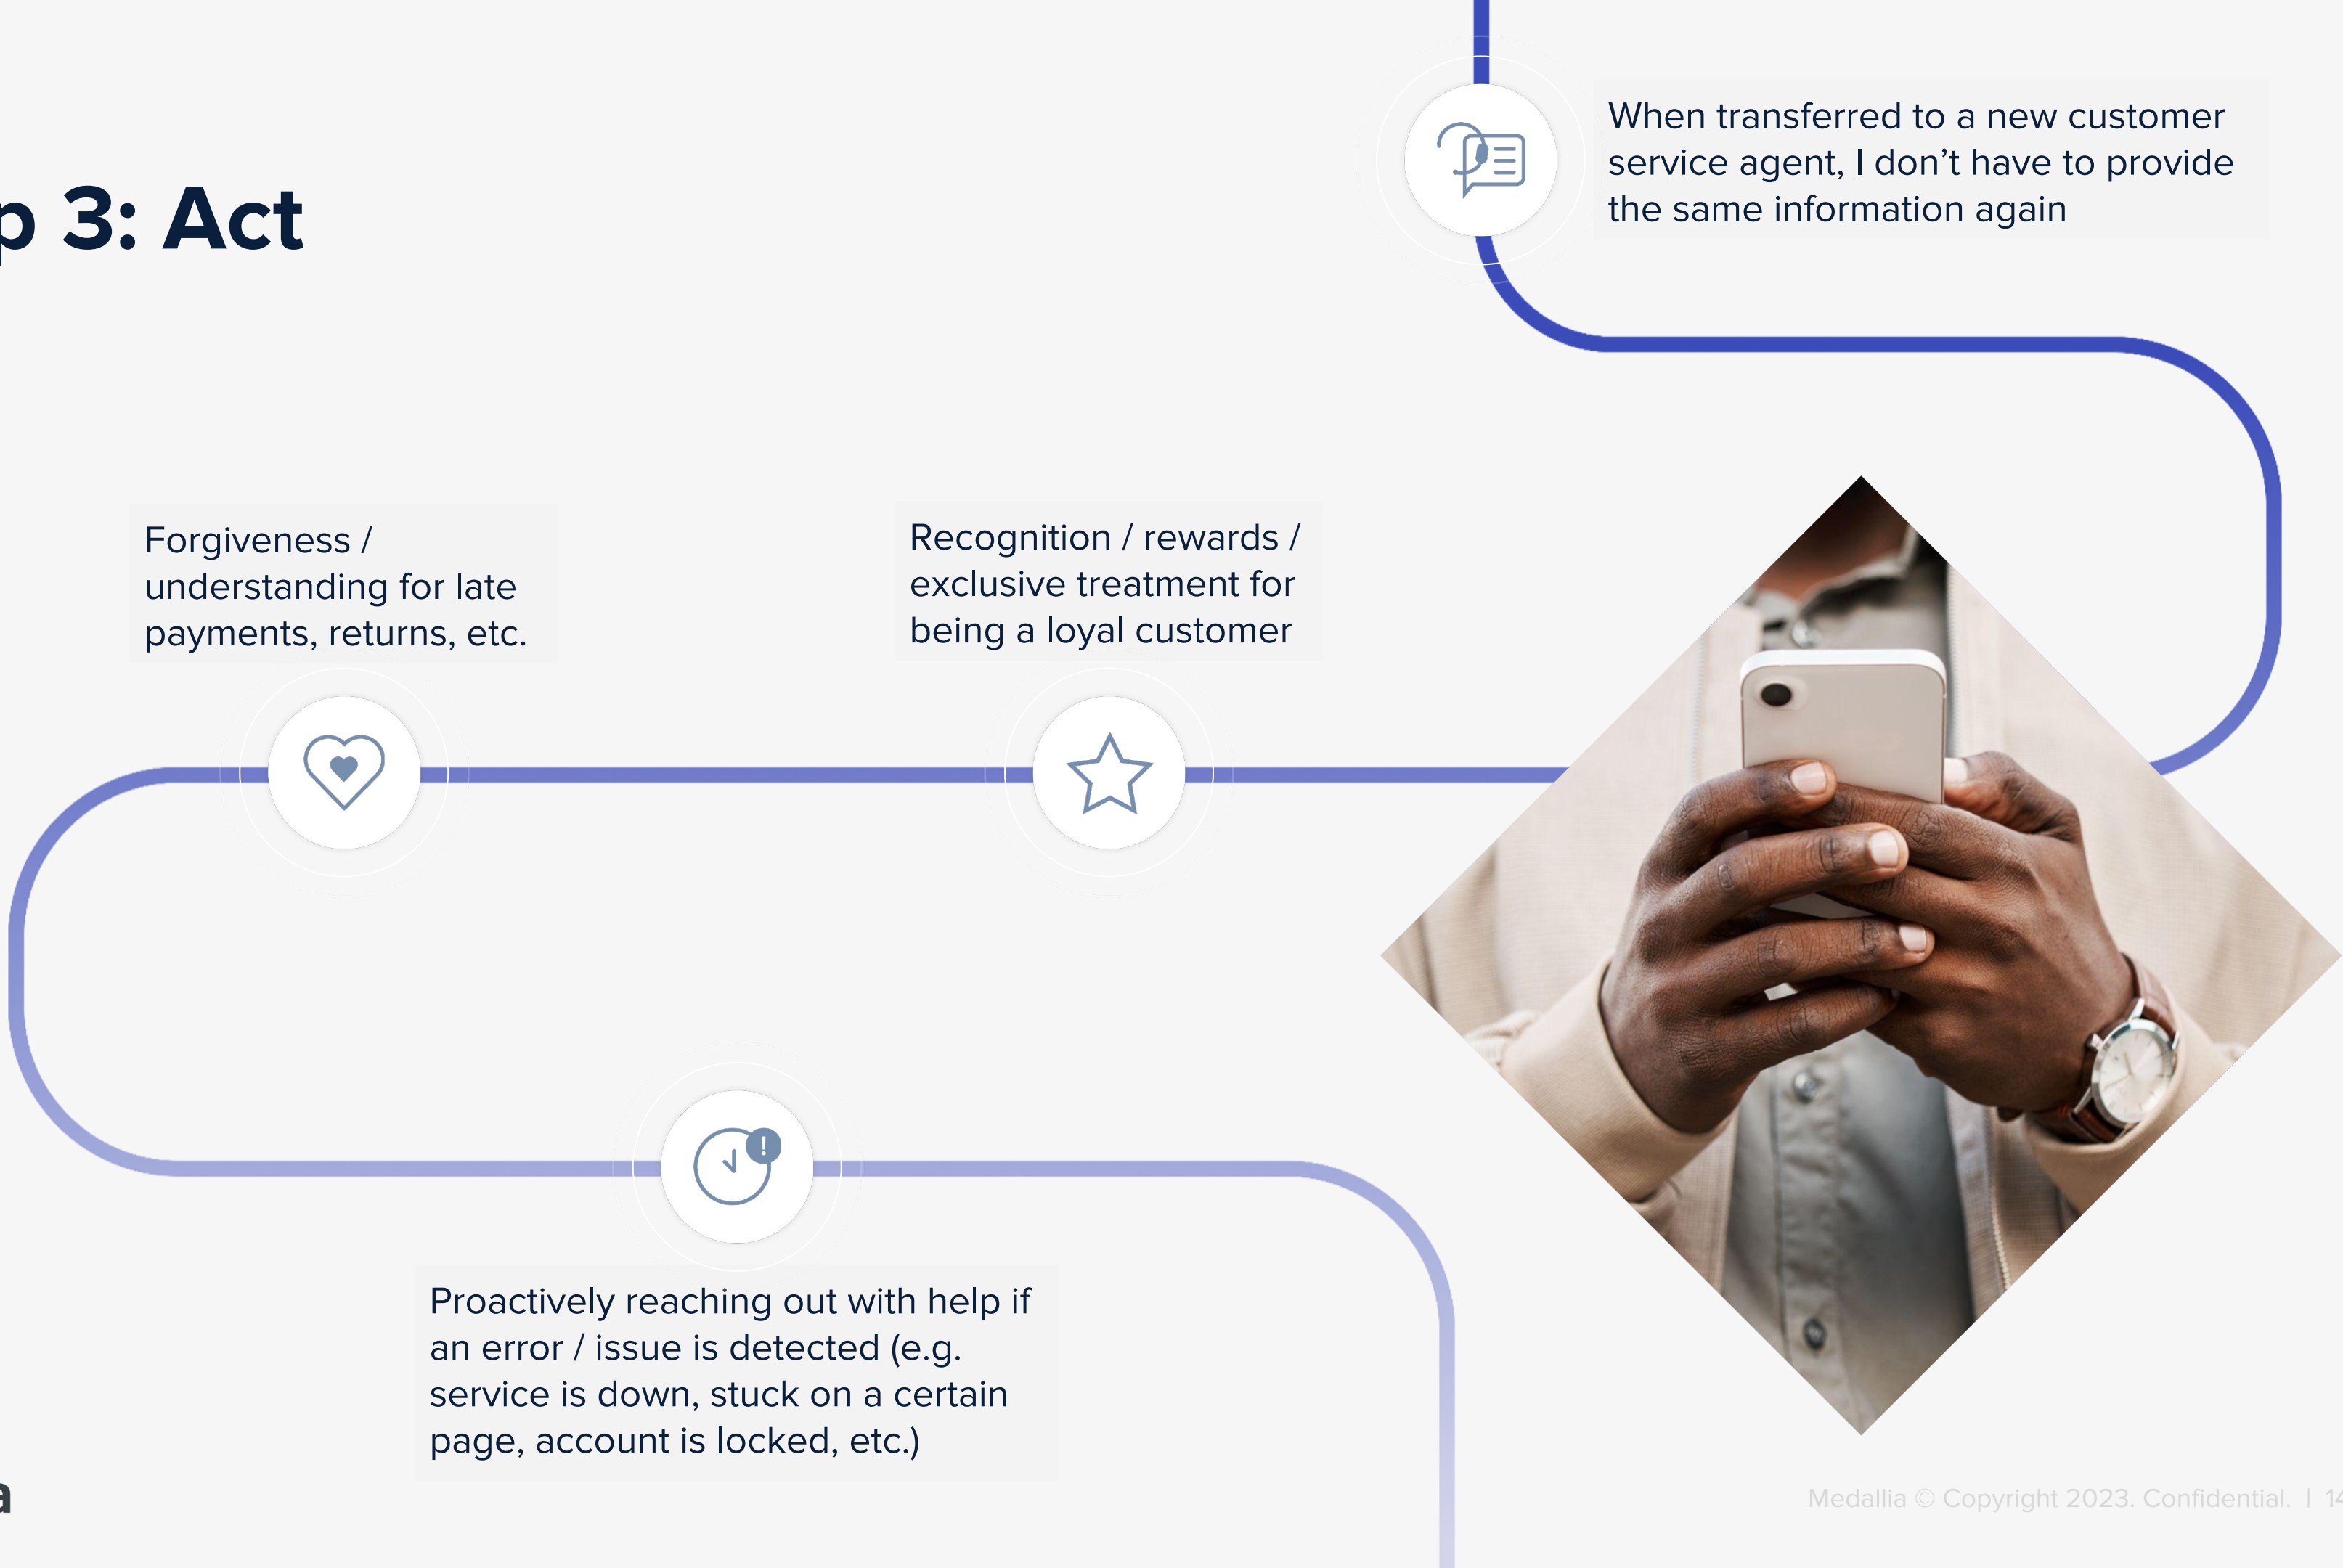 When transferred to a new customer
service agent, I don’t have to provide
the same information again
p 3: Act
Forgiveness /
understanding for late
payments, returns, etc.
Recognition / rewards /
exclusive treatment for
being a loyal customer
!
Proactively reaching out with help if
an error / issue is detected (e.g.
service is down, stuck on a certain
page, account is locked, etc.)
a
Medallia © Copyright 2023. Confidential. | 14